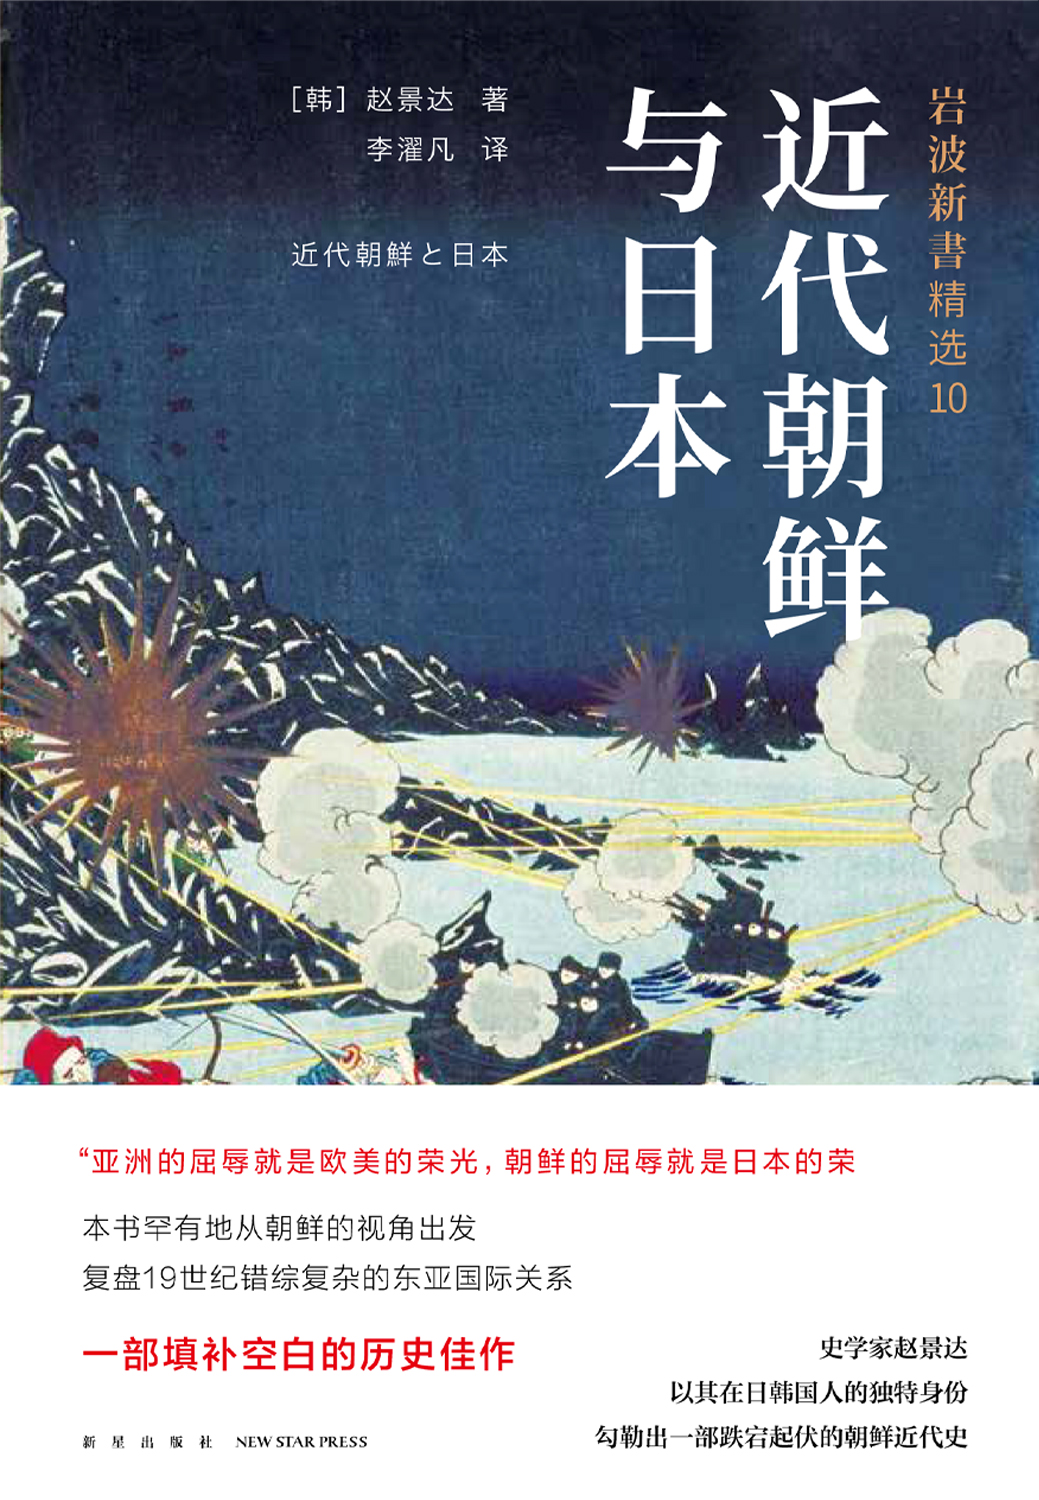 岩波新書精选10
近代朝鲜
与日本
［韩］赵景达 著
李濯凡 译
近代朝鮮と日本
“亚洲的屈辱就是欧美的荣光，朝鲜的屈辱就是日本的荣
本书罕有地从朝鲜的视角出发
复盘19世纪错综复杂的东亚国际关系
一部填补空白的历史佳作
史学家赵景达
以其在日韩国人的独特身份
勾勒出一部跌宕起伏的朝鲜近代史
新星出版社 NEW STAR PRESS